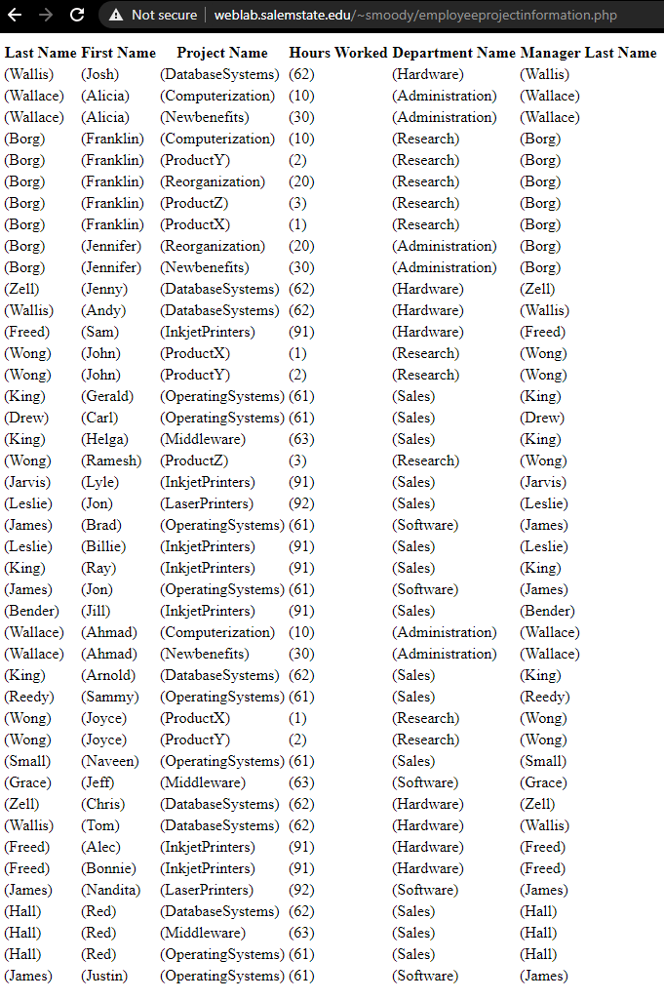 Not secure | weblab.salemstate.edu/~smoody/employeeprojectinformation.php
Last Name First Name Project Name Hours Worked Department Name Manager Last Name
(Wallis) (Josh) (DatabaseSystems) (62) (Hardware) (Wallis)
(Wallace) (Alicia) (Computerization) (10) (Administration) (Wallace)
(Wallace) (Alicia) (Newbenefits) (30) (Administration) (Wallace)
(Borg) (Franklin) (Computerization) (10) (Research) (Borg)
(Borg) (Franklin) (ProductY) (2) (Research) (Borg)
(Borg) (Franklin) (Reorganization) (20) (Research) (Borg)
(Borg) (Franklin) (ProductZ) (3) (Research) (Borg)
(Borg) (Franklin) (ProductX) (1) (Research) (Borg)
(Borg) (Jennifer) (Reorganization) (20) (Administration) (Borg)
(Borg) (Jennifer) (Newbenefits) (30) (Administration) (Borg)
(Zell) (Jenny) (DatabaseSystems) (62) (Hardware) (Zell)
(Wallis) (Andy) (DatabaseSystems) (62) (Hardware) (Wallis)
(Freed) (Sam) (InkjetPrinters) (91) (Hardware) (Freed)
(Wong) (John) (ProductX) (1) (Research) (Wong)
(Wong) (John) (ProductY) (2) (Research) (Wong)
(King) (Gerald) (OperatingSystems) (61) (Sales) (King)
(Drew) (Carl) (OperatingSystems) (61) (Sales) (Drew)
(King) (Helga) (Middleware) (63) (Sales) (King)
(Wong) (Ramesh) (ProductZ) (3) (Research) (Wong)
(Jarvis) (Lyle) (InkjetPrinters) (91) (Sales) (Jarvis)
(Leslie) (Jon) (LaserPrinters) (92) (Sales) (Leslie)
(James) (Brad) (OperatingSystems) (61) (Software) (James)
(Leslie) (Billie) (InkjetPrinters) (91) (Sales) (Leslie)
(King) (Ray) (InkjetPrinters) (91) (Sales) (King)
(James) (Jon) (OperatingSystems) (61) (Software) (James)
(Bender) (Jill) (InkjetPrinters) (91) (Sales) (Bender)
(Wallace) (Ahmad) (Computerization) (10) (Administration) (Wallace)
(Wallace) (Ahmad) (Newbenefits) (30) (Administration) (Wallace)
(King) (Arnold) (DatabaseSystems) (62) (Sales) (King)
(Reedy) (Sammy) (OperatingSystems) (61) (Sales) (Reedy)
(Wong) (Joyce) (ProductX) (1) (Research) (Wong)
(Wong) (Joyce) (ProductY) (2) (Research) (Wong)
(Small) (Naveen) (OperatingSystems) (61) (Sales) (Small)
(Grace) (Jeff) (Middleware) (63) (Software) (Grace)
(Zell) (Chris) (DatabaseSystems) (62) (Hardware) (Zell)
(Wallis) (Tom) (DatabaseSystems) (62) (Hardware) (Wallis)
(Freed) (Alec) (InkjetPrinters) (91) (Hardware) (Freed)
(Freed) (Bonnie) (InkjetPrinters) (91) (Hardware) (Freed)
(James) (Nandita) (LaserPrinters) (92) (Software) (James)
(Hall) (Red) (DatabaseSystems) (62) (Sales) (Hall)
(Hall) (Red) (Middleware) (63) (Sales) (Hall)
(Hall) (Red) (OperatingSystems) (61) (Sales) (Hall)
(James) (Justin) (OperatingSystems) (61) (Software) (James)